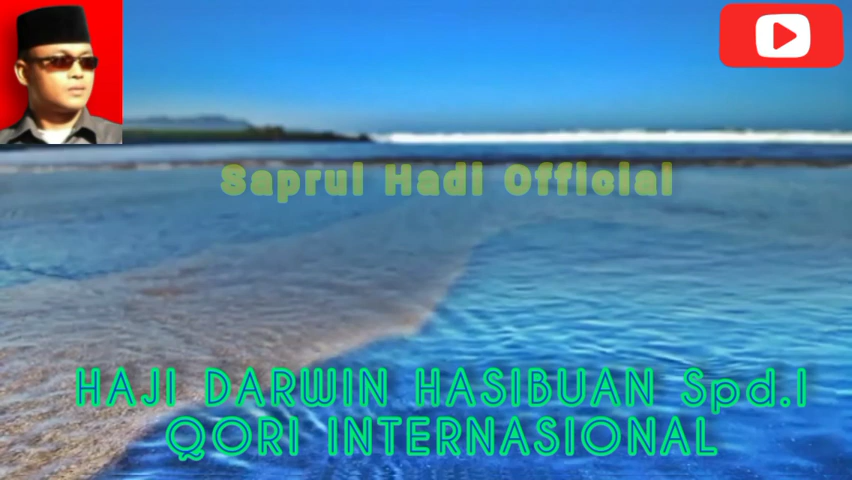 Saprul Hadi Official
HAJI DARWIN HASIBUAN Spd.I
QORI INTERNASIONAL